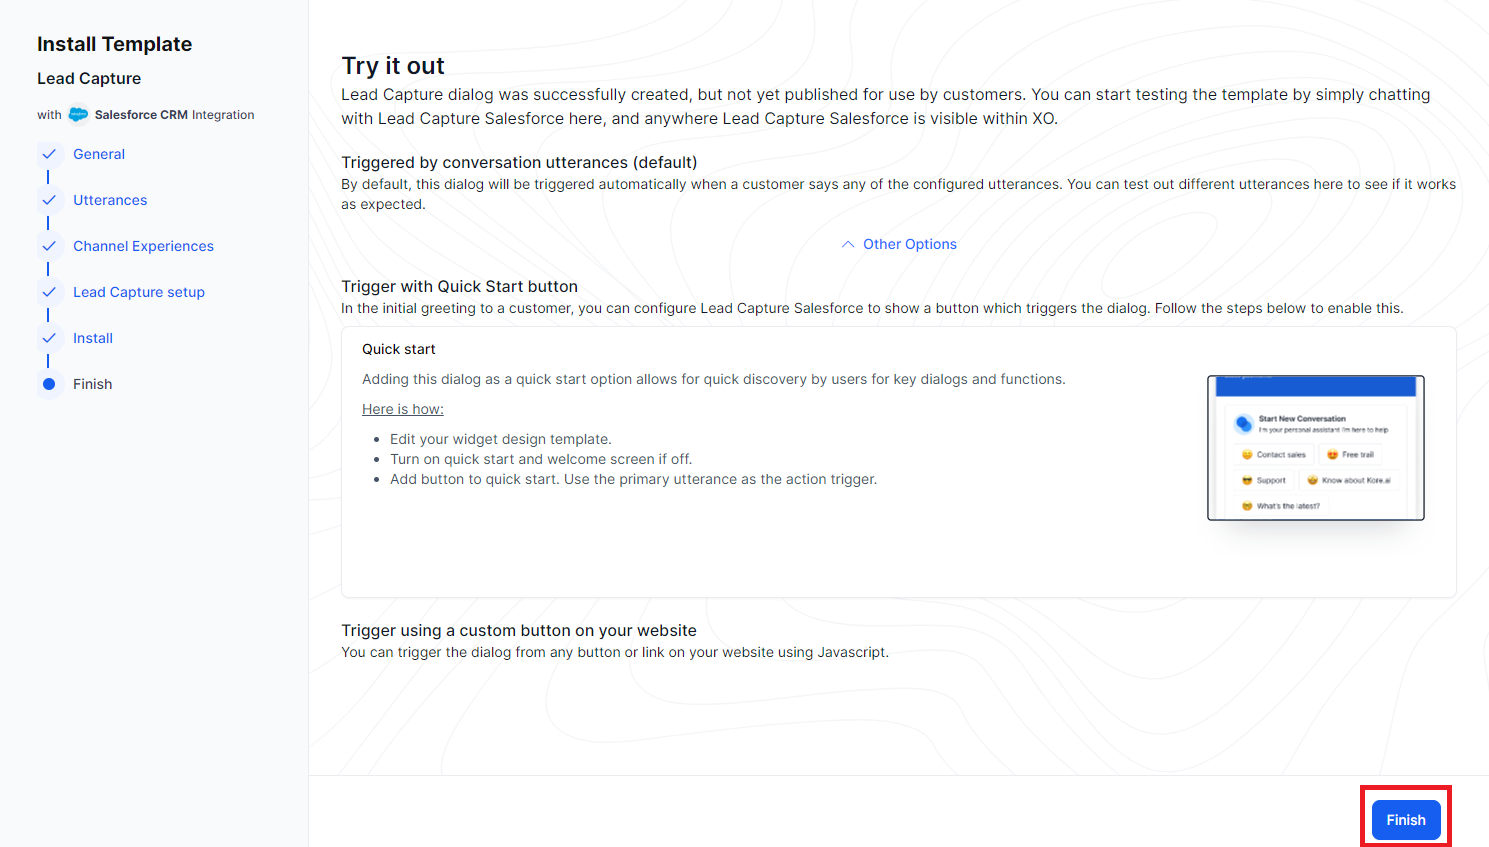 Install Template
Lead Capture
with Salesforce CRM Integration
General
Utterances
Channel Experiences
Lead Capture setup
Install
Finish
Try it out
Lead Capture dialog was successfully created, but not yet published for use by customers. You can start testing the template by simply chatting
with Lead Capture Salesforce here, and anywhere Lead Capture Salesforce is visible within XO.
Triggered by conversation utterances (default)
By default, this dialog will be triggered automatically when a customer says any of the configured utterances. You can test out different utterances here to see if it works
as expected.
Other Options
Trigger with Quick Start button
In the initial greeting to a customer, you can configure Lead Capture Salesforce to show a button which triggers the dialog. Follow the steps below to enable this.
Quick start
Adding this dialog as a quick start option allows for quick discovery by users for key dialogs and functions.
Here is how:
• Edit your widget design template.
• Turn on quick start and welcome screen if off.
• Add button to quick start. Use the primary utterance as the action trigger.
Start New Conversation
I'm your personal assistant I'm here to help
Contact sales
Free trail
Support
Know about Kore.ai
What's the latest?
Trigger using a custom button on your website
You can trigger the dialog from any button or link on your website using Javascript.
Finish